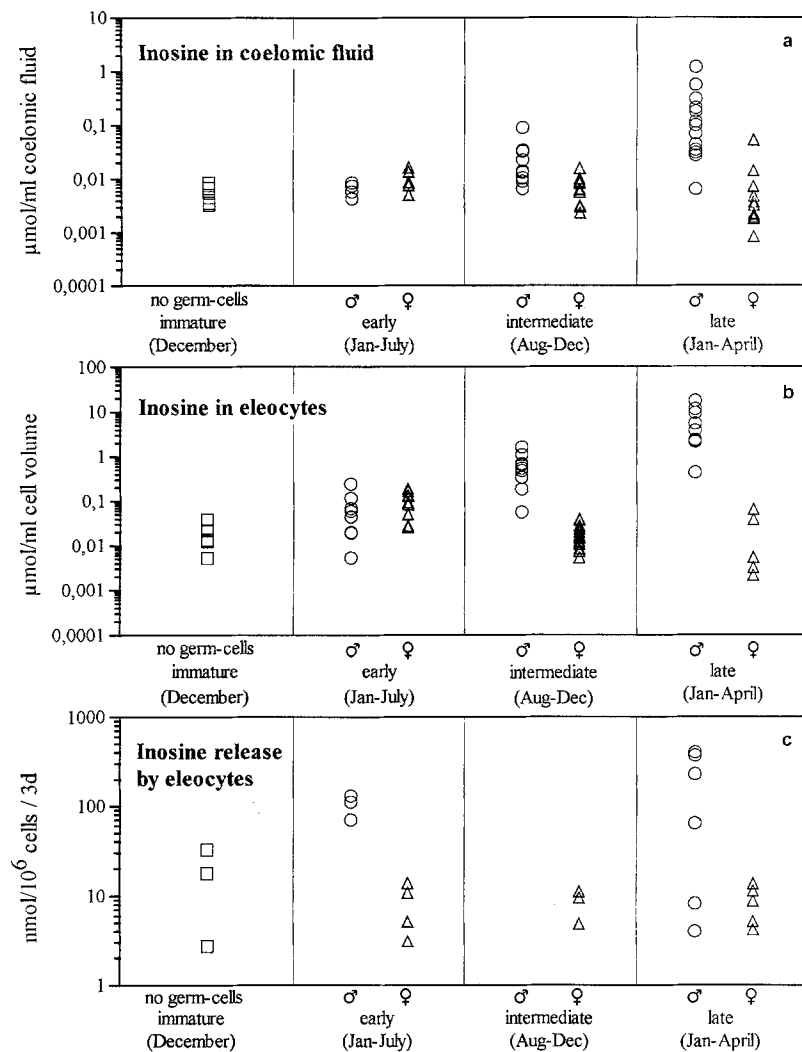 a
Inosine in coelomic fluid
µmol/ml coelomic fluid
10
1
0,1
0,01
0,001
0,0001
no germ-cells
immature
(December)
♂ ♀
early
(Jan-July)
♂ ♀
intermediate
(Aug-Dec)
♂ ♀
late
(Jan-April)
b
Inosine in eleocytes
µmol/ml cell volume
100
10
1
0,1
0,01
0,001
0,0001
no germ-cells
immature
(December)
♂ ♀
early
(Jan-July)
♂ ♀
intermediate
(Aug-Dec)
♂ ♀
late
(Jan-April)
c
Inosine release
by eleocytes
nmol/10⁶ cells / 3d
1000
100
10
1
no germ-cells
immature
(December)
♂ ♀
early
(Jan-July)
♂ ♀
intermediate
(Aug-Dec)
♂ ♀
late
(Jan-April)